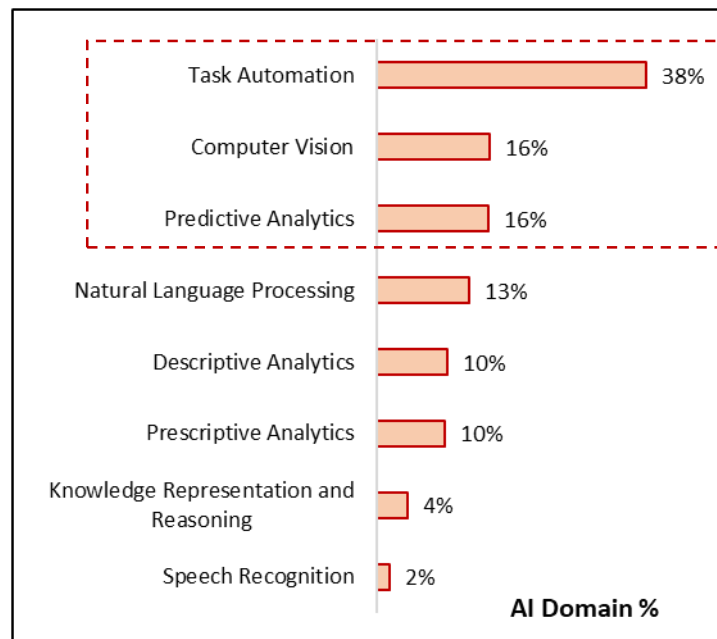 Task Automation 38%
Computer Vision 16%
Predictive Analytics 16%
Natural Language Processing 13%
Descriptive Analytics 10%
Prescriptive Analytics 10%
Knowledge Representation and
Reasoning 4%
Speech Recognition 2%
AI Domain %